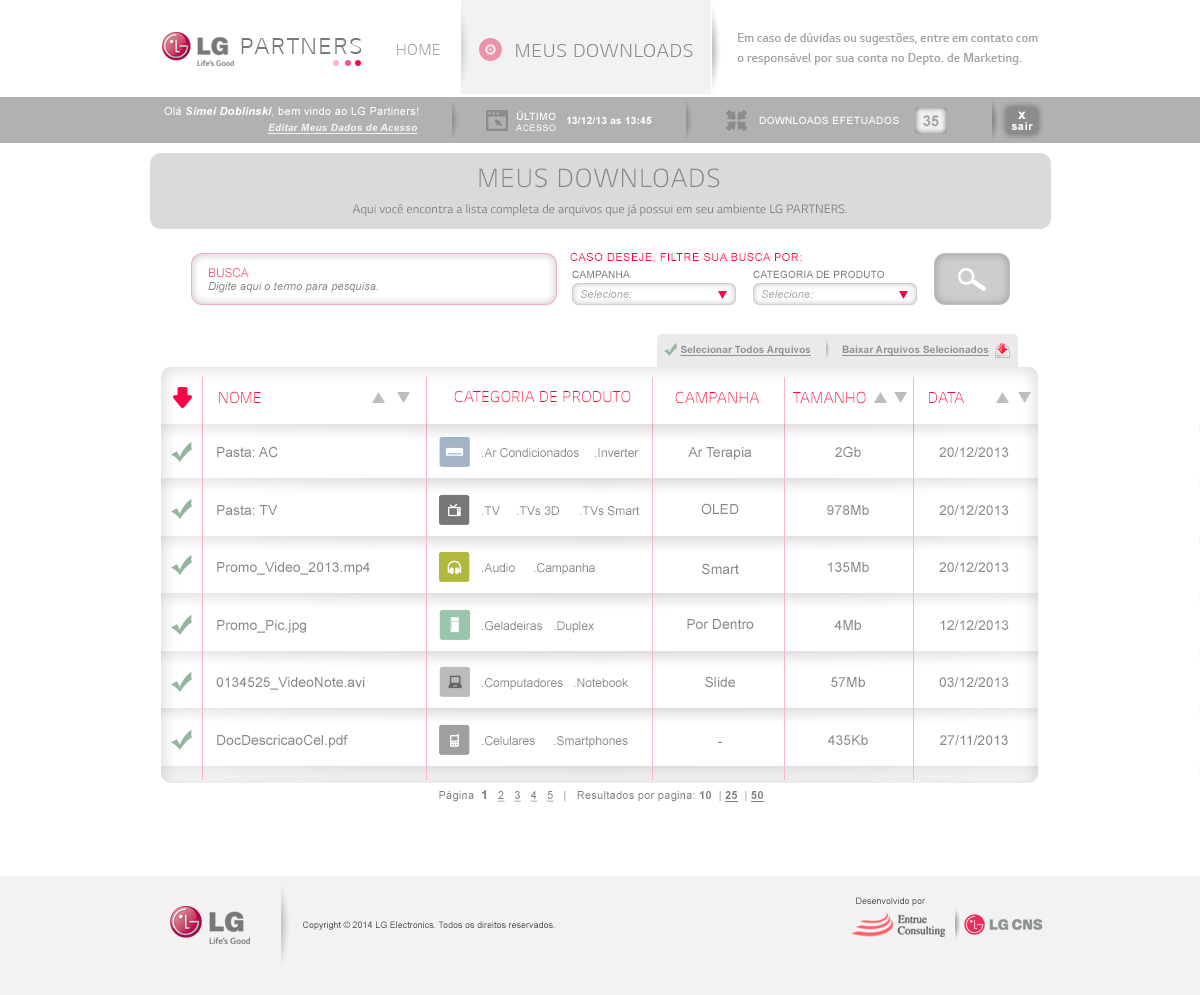 LG PARTNERS
Life's Good
HOME
MEUS DOWNLOADS
Em caso de dúvidas ou sugestões, entre em contato com
o responsável por sua conta no Depto. de Marketing.
Olá Simei Doblinski, bem vindo ao LG Partiners!
Editar Meus Dados de Acesso
ÚLTIMO
ACESSO
13/12/13 as 13:45
DOWNLOADS EFETUADOS 35
x
sair
MEUS DOWNLOADS
Aqui você encontra a lista completa de arquivos que já possui em seu ambiente LG PARTNERS.
BUSCA
Digite aqui o termo para pesquisa.
CASO DESEJE, FILTRE SUA BUSCA POR:
CAMPANHA
Selecione:
CATEGORIA DE PRODUTO
Selecione:
Selecionar Todos Arquivos | Baixar Arquivos Selecionados
NOME CATEGORIA DE PRODUTO CAMPANHA TAMANHO DATA
Pasta: AC .Ar Condicionados .Inverter Ar Terapia 2Gb 20/12/2013
Pasta: TV .TV .TVs 3D .TVs Smart OLED 978Mb 20/12/2013
Promo_Video_2013.mp4 .Audio .Campanha Smart 135Mb 20/12/2013
Promo_Pic.jpg .Geladeiras .Duplex Por Dentro 4Mb 12/12/2013
0134525_VideoNote.avi .Computadores .Notebook Slide 57Mb 03/12/2013
DocDescricaoCel.pdf .Celulares .Smartphones - 435Kb 27/11/2013
Página 1 2 3 4 5 | Resultados por pagina: 10 | 25 | 50
LG
Life's Good
Copyright © 2014 LG Electronics. Todos os direitos reservados.
Desenvolvido por
Entrue
Consulting
LG CNS